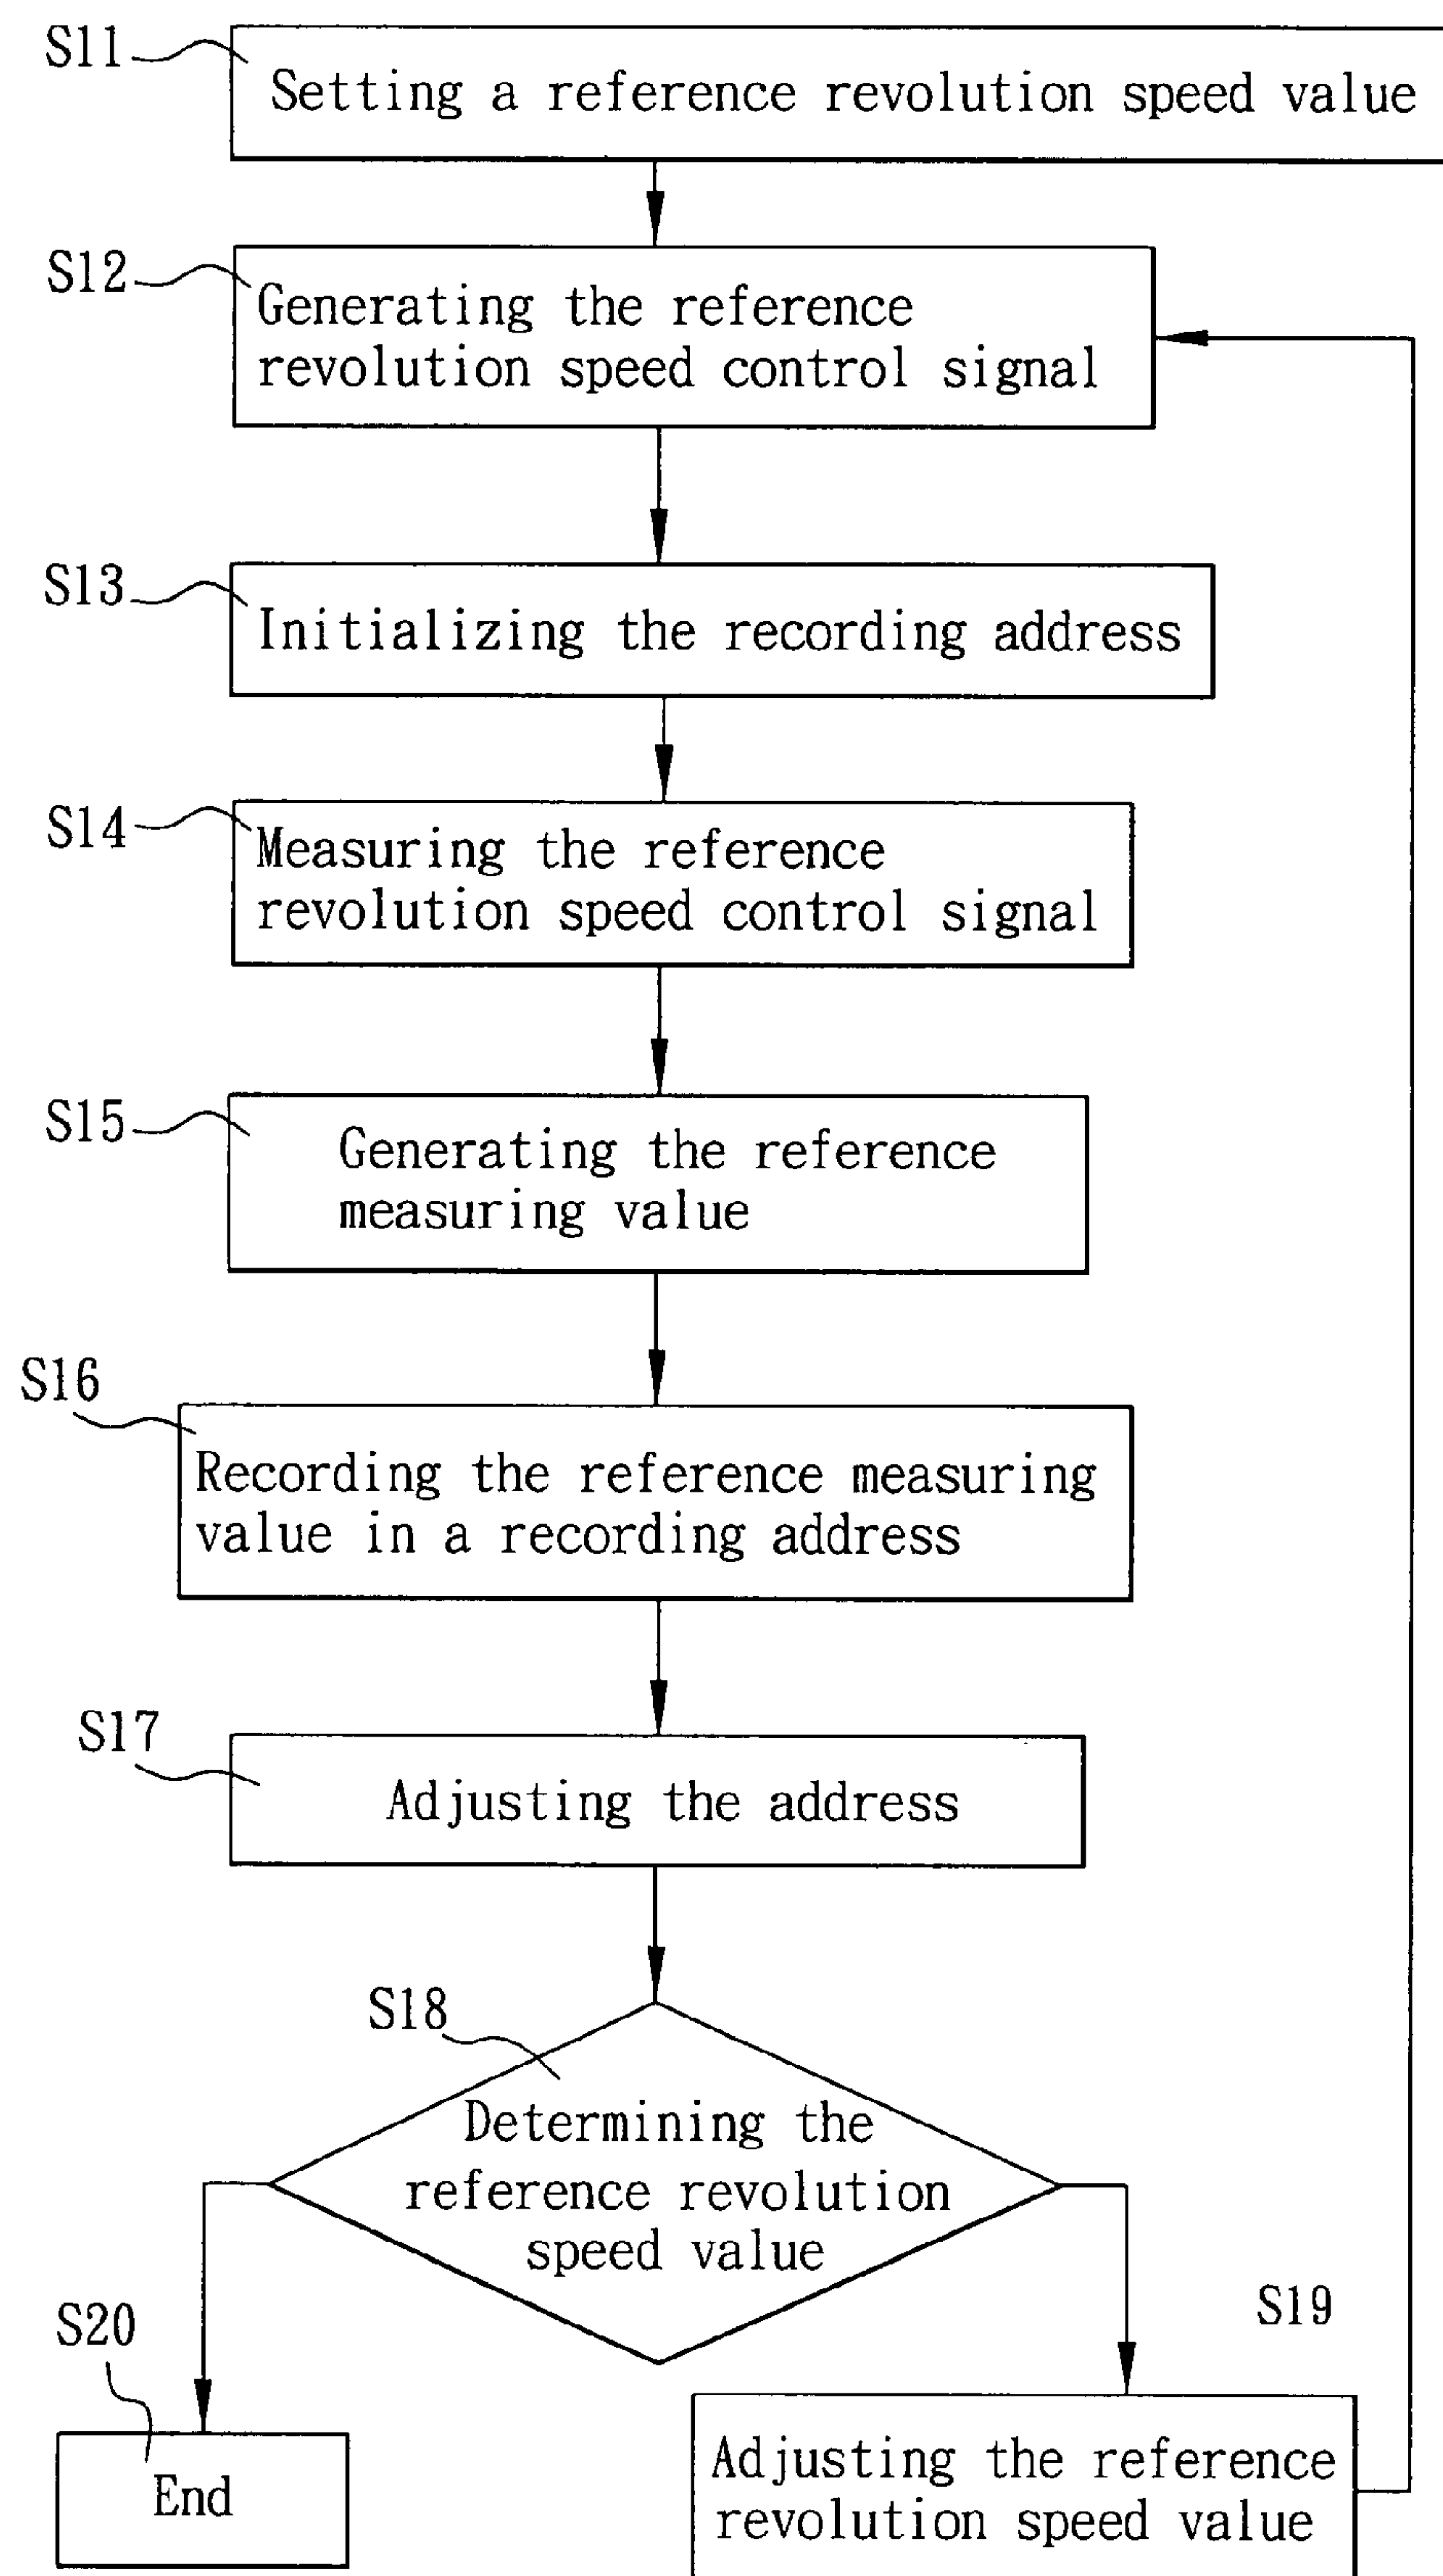 S11
Setting a reference revolution speed value
S12
Generating the reference
revolution speed control signal
S13
Initializing the recording address
S14
Measuring the reference
revolution speed control signal
S15
Generating the reference
measuring value
S16
Recording the reference measuring
value in a recording address
S17
Adjusting the address
S18
Determining the
reference revolution
speed value
S19
Adjusting the reference
revolution speed value
S20
End